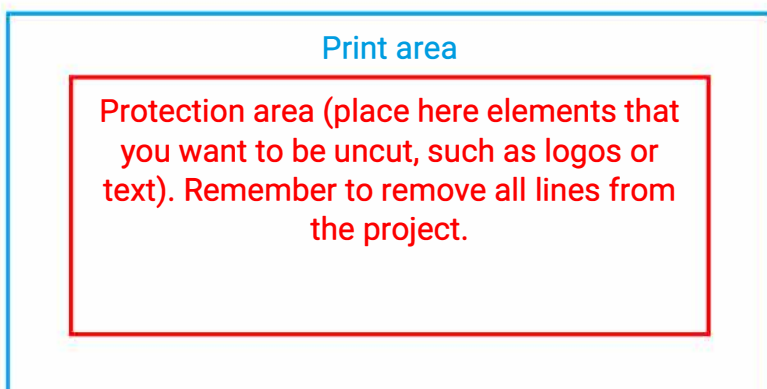 Print area
Protection area (place here elements that
you want to be uncut, such as logos or
text). Remember to remove all lines from
the project.